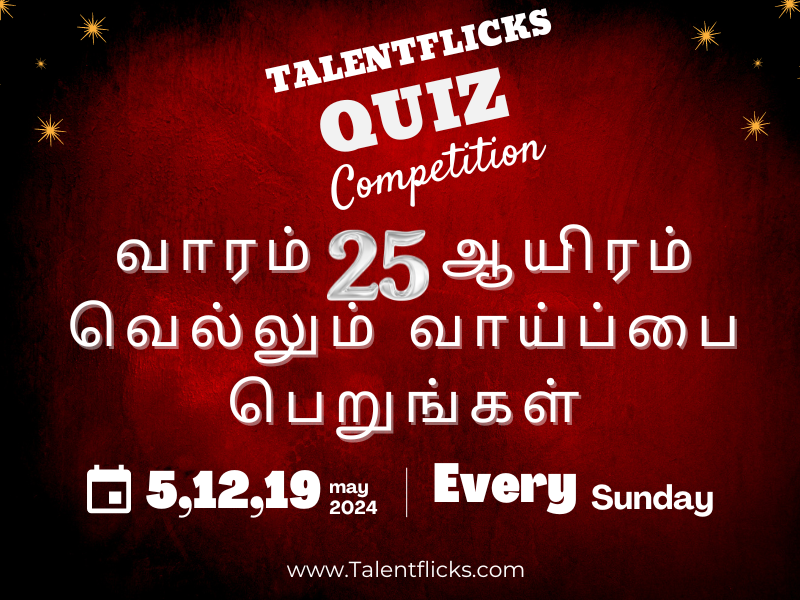 TALENTFLICKS
QUIZ
Competition
வாரம் 25 ஆயிரம்
வெல்லும் வாய்ப்பை
பெறுங்கள்
5,12,19 may 2024 Every Sunday
www.Talentflicks.com